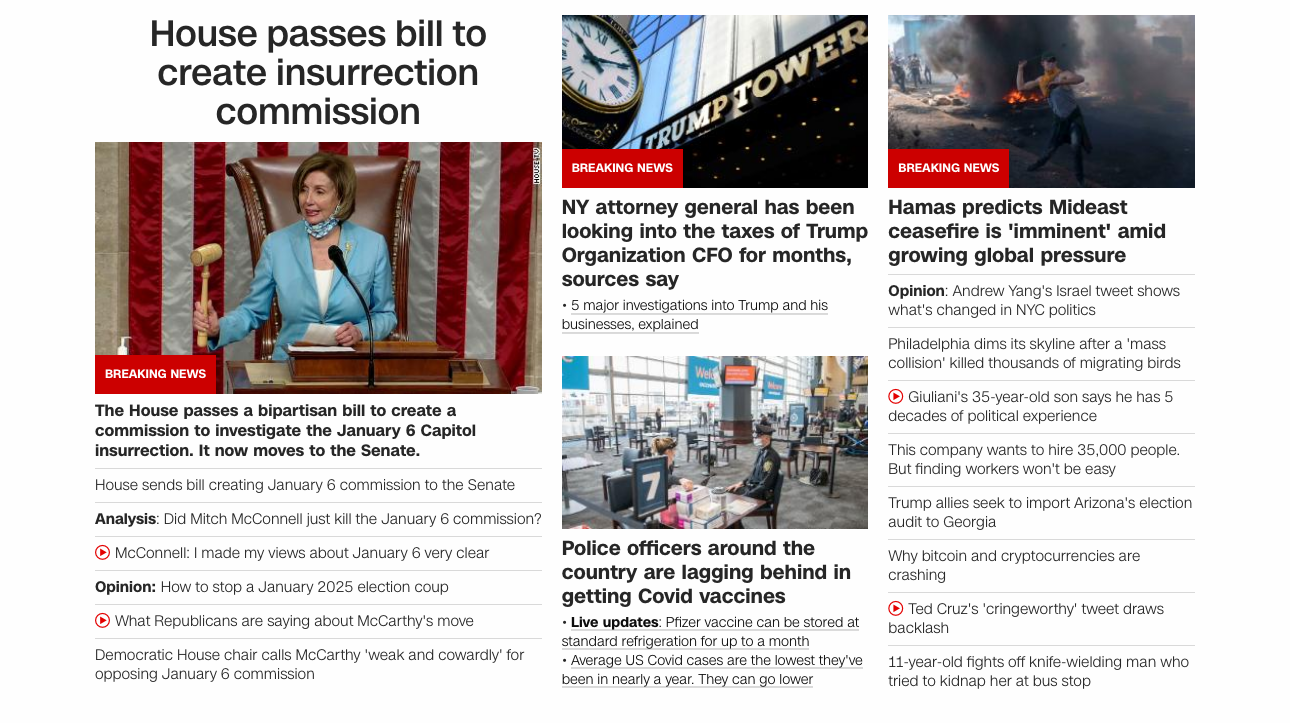 House passes bill to
create insurrection
commission
HOUSE TV
BREAKING NEWS
The House passes a bipartisan bill to create a
commission to investigate the January 6 Capitol
insurrection. It now moves to the Senate.
House sends bill creating January 6 commission to the Senate
Analysis: Did Mitch McConnell just kill the January 6 commission?
McConnell: I made my views about January 6 very clear
Opinion: How to stop a January 2025 election coup
What Republicans are saying about McCarthy's move
Democratic House chair calls McCarthy 'weak and cowardly' for
opposing January 6 commission
TRUMP TOWER
BREAKING NEWS
NY attorney general has been
looking into the taxes of Trump
Organization CFO for months,
sources say
• 5 major investigations into Trump and his
businesses, explained
7
Police officers around the
country are lagging behind in
getting Covid vaccines
• Live updates: Pfizer vaccine can be stored at
standard refrigeration for up to a month
• Average US Covid cases are the lowest they've
been in nearly a year. They can go lower
BREAKING NEWS
Hamas predicts Mideast
ceasefire is 'imminent' amid
growing global pressure
Opinion: Andrew Yang's Israel tweet shows
what's changed in NYC politics
Philadelphia dims its skyline after a 'mass
collision' killed thousands of migrating birds
Giuliani's 35-year-old son says he has 5
decades of political experience
This company wants to hire 35,000 people.
But finding workers won't be easy
Trump allies seek to import Arizona's election
audit to Georgia
Why bitcoin and cryptocurrencies are
crashing
Ted Cruz's 'cringeworthy' tweet draws
backlash
11-year-old fights off knife-wielding man who
tried to kidnap her at bus stop